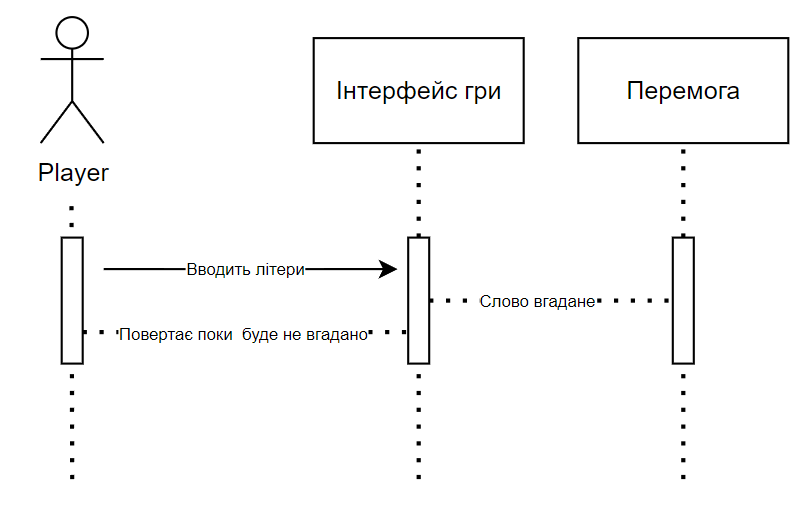 Player
Інтерфейс гри
Перемога
Вводить літери
Слово вгадане
Повертає поки  буде не вгадано